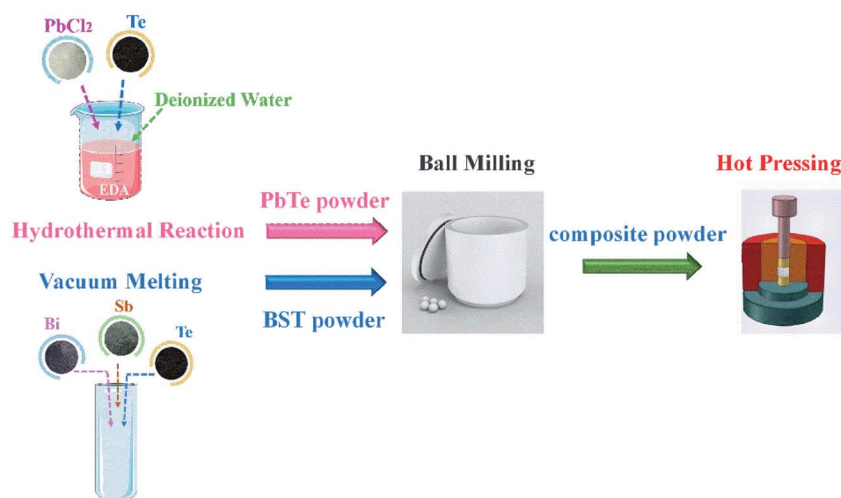 PbCl₂
Te
Deionized Water
EDA
Hydrothermal Reaction
PbTe powder
Vacuum Melting
BST powder
Bi
Sb
Te
Ball Milling
composite powder
Hot Pressing